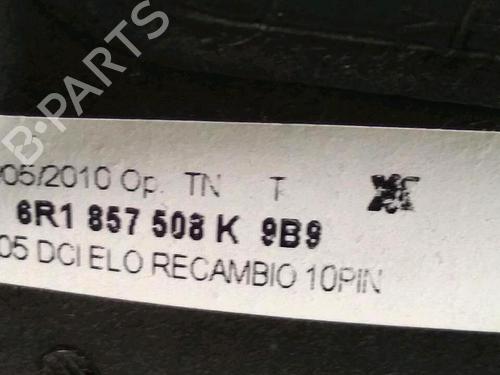 B-PARTS
05/2010 Op. TN T
6R1 857 508 K 9B9
05 DCI ELO RECAMBIO 10PIN